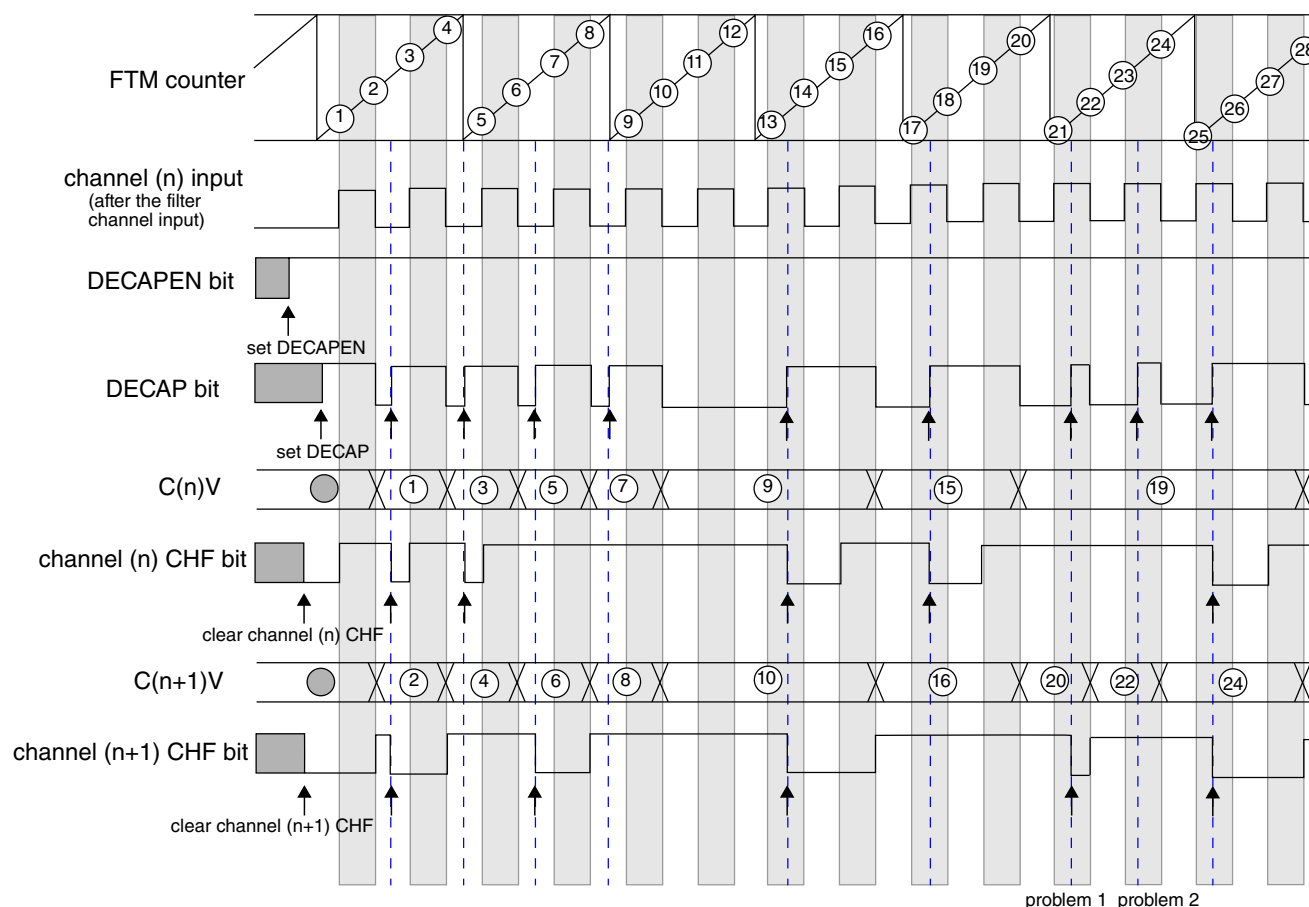 FTM counter
1 2 3 4 5 6 7 8 9 10 11 12 13 14 15 16 17 18 19 20 21 22 23 24 25 26 27 28
channel (n) input
(after the filter
channel input)
DECAPEN bit
set DECAPEN
DECAP bit
set DECAP
C(n)V
1 3 5 7 9 15 19
channel (n) CHF bit
clear channel (n) CHF
C(n+1)V
2 4 6 8 10 16 20 22 24
channel (n+1) CHF bit
clear channel (n+1) CHF
problem 1 problem 2